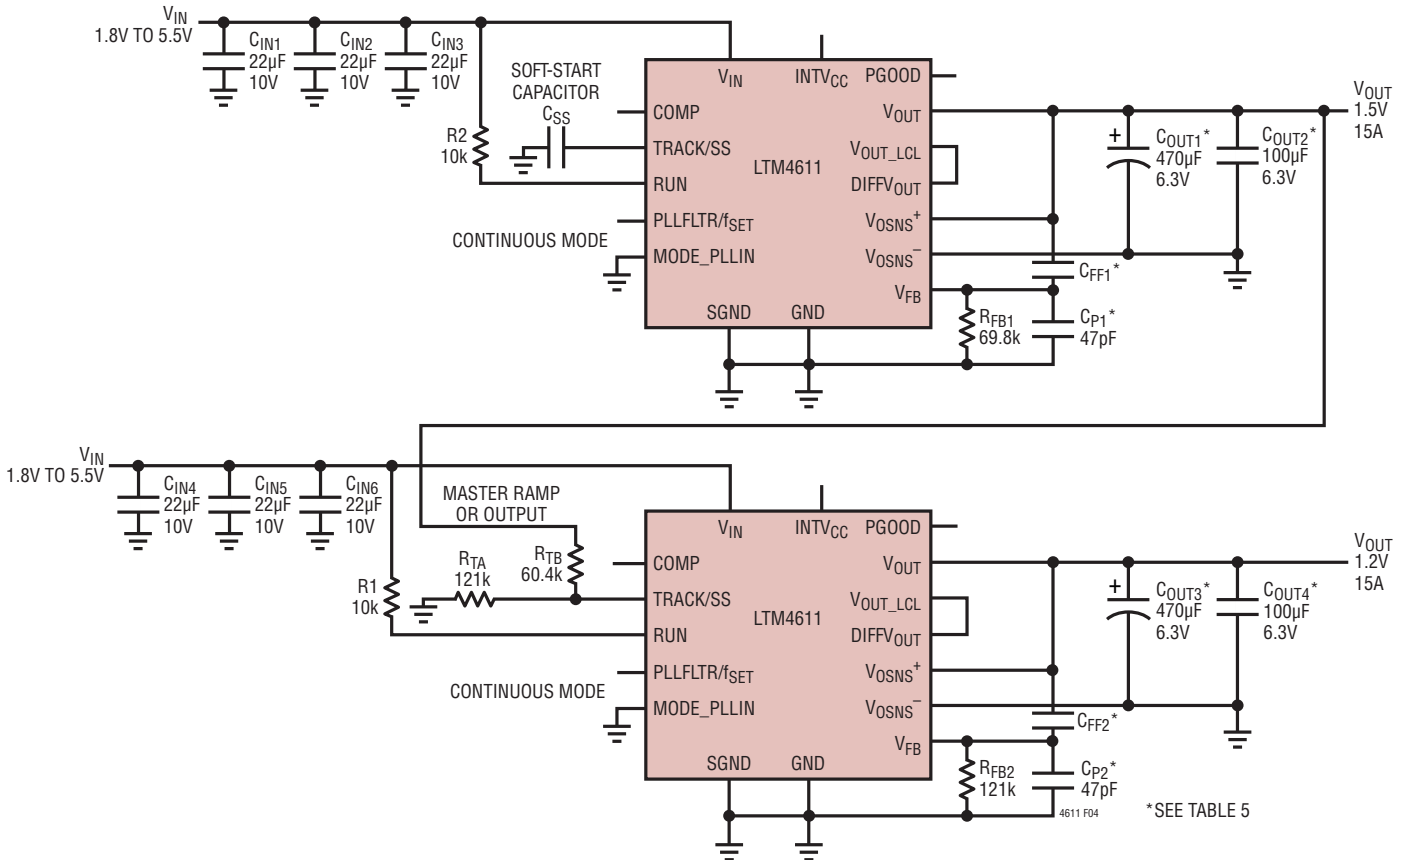 VIN
1.8V TO 5.5V
CIN1
22µF
10V
CIN2
22µF
10V
CIN3
22µF
10V
R2
10k
SOFT-START
CAPACITOR
CSS
CONTINUOUS MODE
VIN
INTVCC
PGOOD
COMP
VOUT
TRACK/SS
VOUT_LCL
LTM4611
RUN
DIFFVOUT
PLLFLTR/fSET
VOSNS+
MODE_PLLIN
VOSNS–
VFB
SGND
GND
RFB1
69.8k
CFF1*
CP1*
47pF
+
COUT1*
470µF
6.3V
COUT2*
100µF
6.3V
VOUT
1.5V
15A
VIN
1.8V TO 5.5V
CIN4
22µF
10V
CIN5
22µF
10V
CIN6
22µF
10V
MASTER RAMP
OR OUTPUT
R1
10k
RTA
121k
RTB
60.4k
CONTINUOUS MODE
VIN
INTVCC
PGOOD
COMP
VOUT
TRACK/SS
VOUT_LCL
LTM4611
RUN
DIFFVOUT
PLLFLTR/fSET
VOSNS+
MODE_PLLIN
VOSNS–
VFB
SGND
GND
RFB2
121k
CFF2*
CP2*
47pF
+
COUT3*
470µF
6.3V
COUT4*
100µF
6.3V
VOUT
1.2V
15A
4611 F04
*SEE TABLE 5